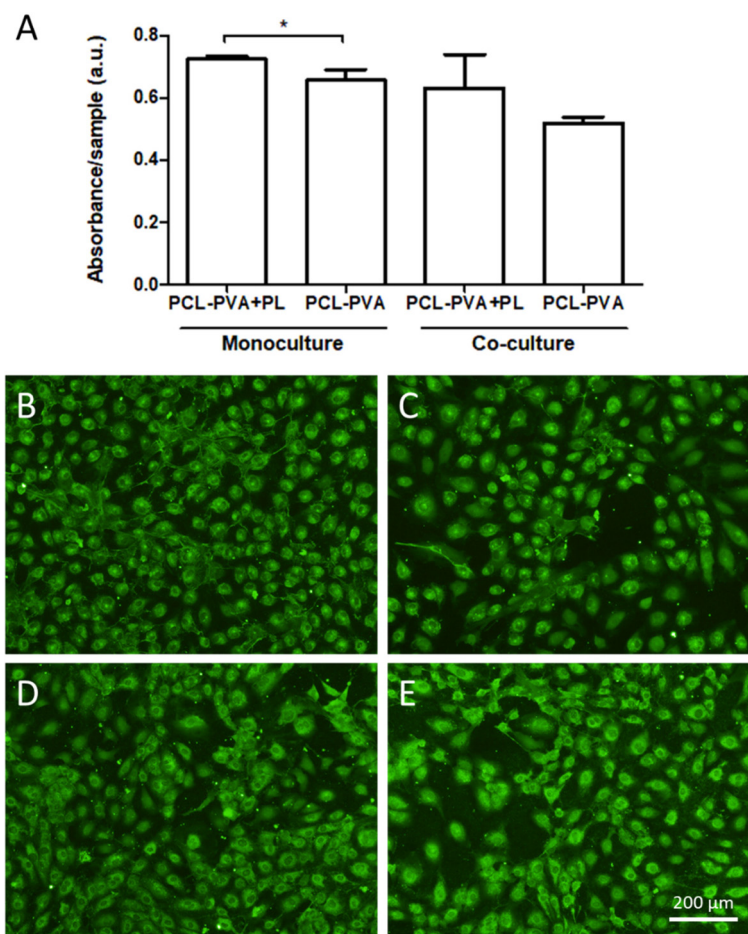 A
*
Absorbance/sample (a.u.)
0.8
0.6
0.4
0.2
0.0
PCL-PVA+PL PCL-PVA PCL-PVA+PL PCL-PVA
Monoculture Co-culture
B
C
D
E
200 µm